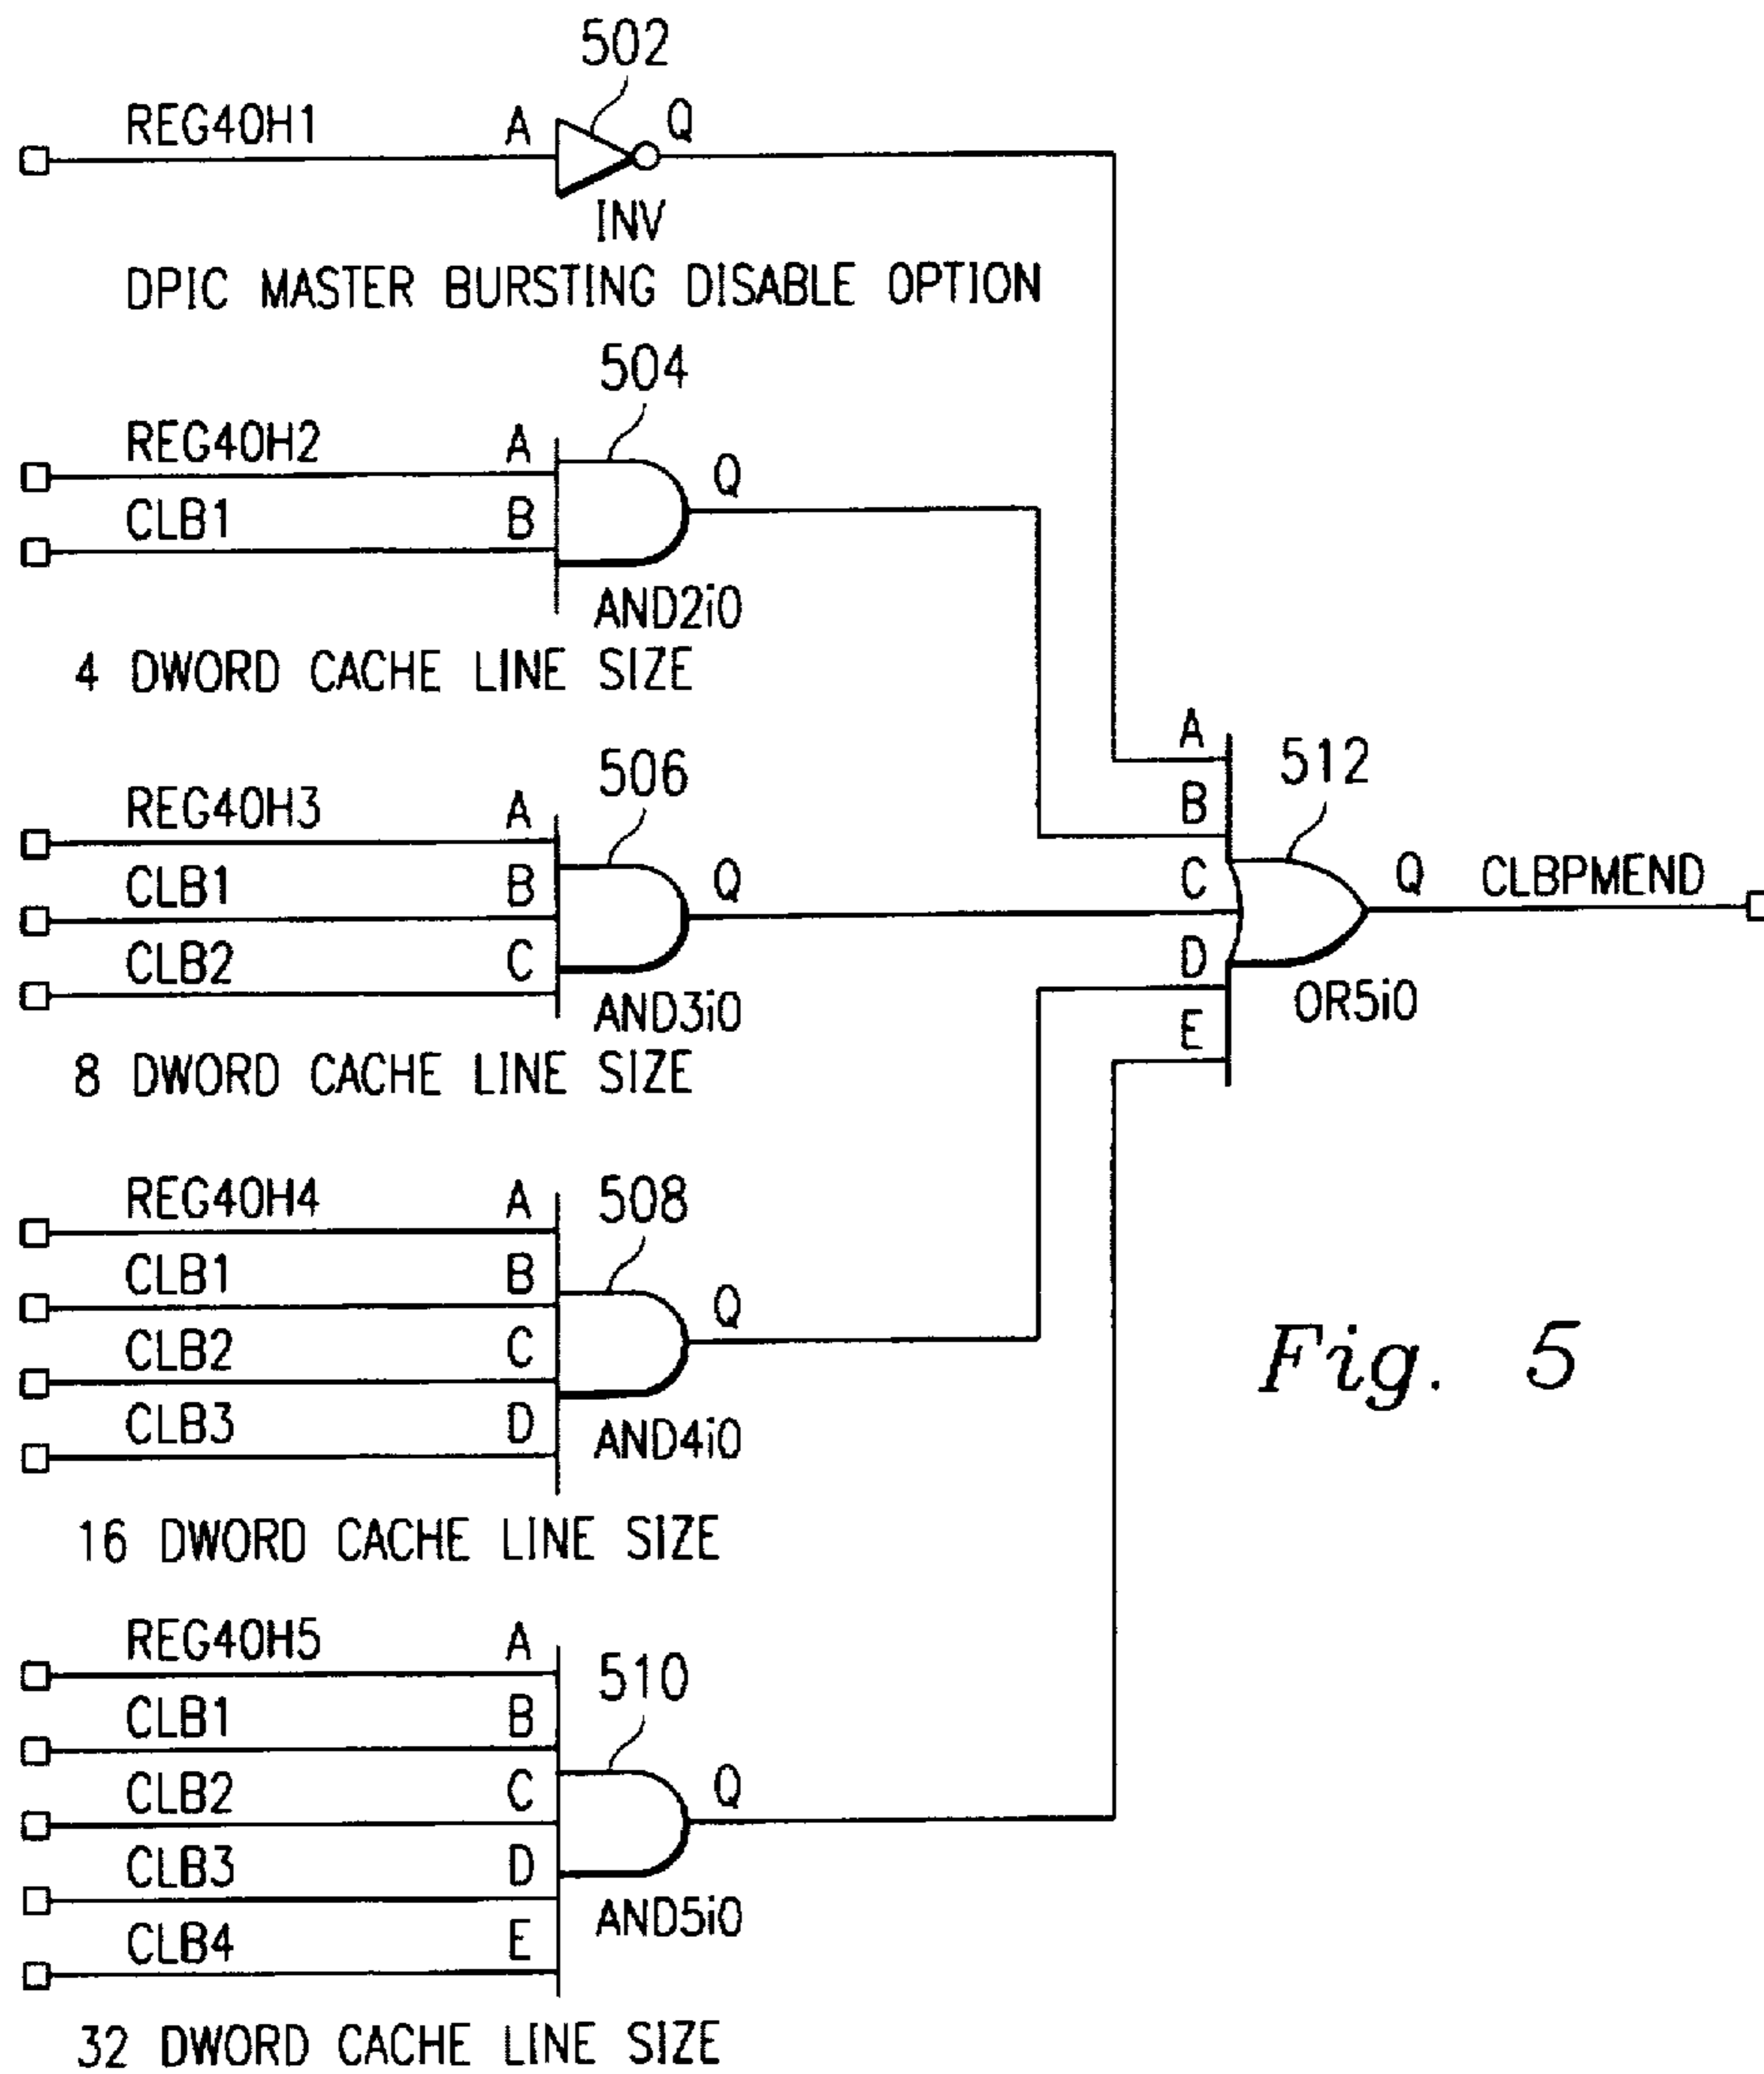 502
REG40H1 A Q
INV
DPIC MASTER BURSTING DISABLE OPTION
504
REG40H2 A Q
CLB1 B
AND2i0
4 DWORD CACHE LINE SIZE
506
REG40H3 A
CLB1 B Q
CLB2 C
AND3i0
8 DWORD CACHE LINE SIZE
508
REG40H4 A
CLB1 B Q
CLB2 C
CLB3 D
AND4i0
16 DWORD CACHE LINE SIZE
510
REG40H5 A
CLB1 B
CLB2 C Q
CLB3 D
CLB4 E
AND5i0
32 DWORD CACHE LINE SIZE
A
B 512
C Q CLBPMEND
D
E OR5i0
Fig. 5